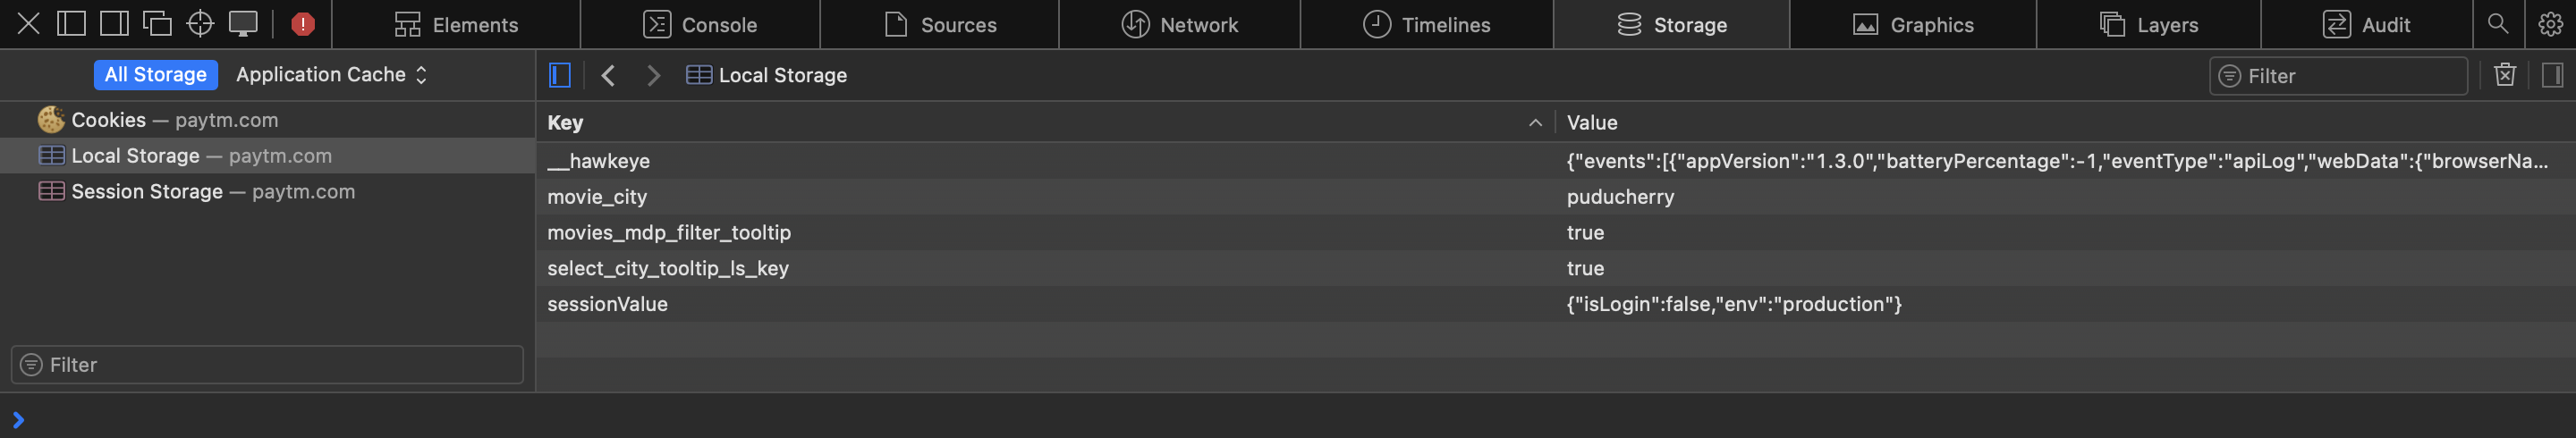 Elements Console Sources Network Timelines Storage Graphics Layers Audit
All Storage Application Cache
Local Storage
Filter
Cookies — paytm.com
Local Storage — paytm.com
Session Storage — paytm.com
Filter
Key Value
__hawkeye {"events":[{"appVersion":"1.3.0","batteryPercentage":-1,"eventType":"apiLog","webData":{"browserNa...
movie_city puducherry
movies_mdp_filter_tooltip true
select_city_tooltip_ls_key true
sessionValue {"isLogin":false,"env":"production"}